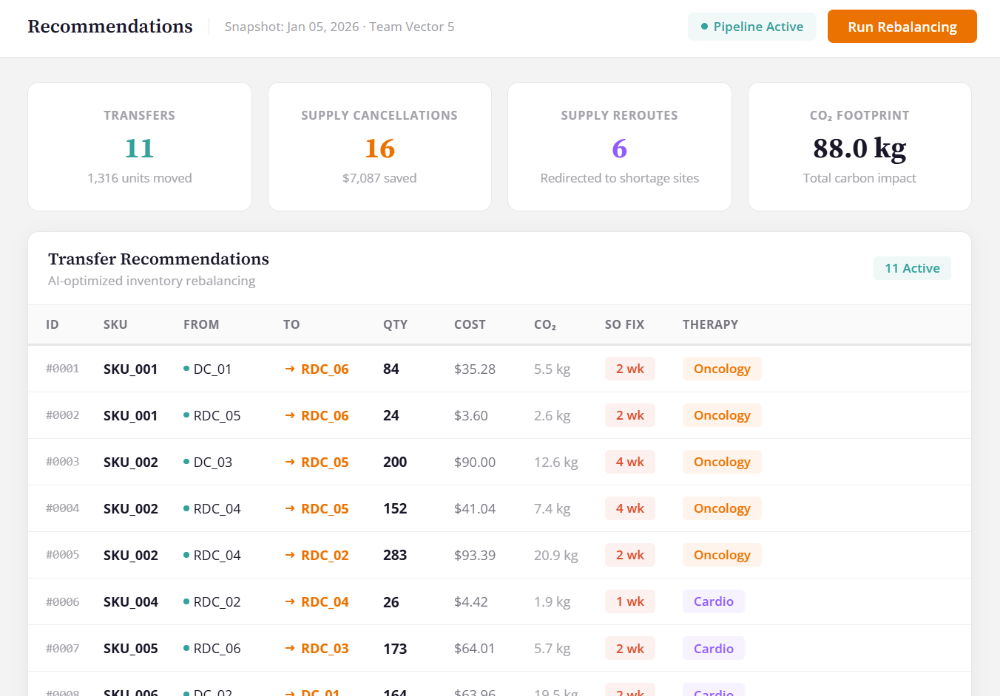 Recommendations
Snapshot: Jan 05, 2026 · Team Vector 5
Pipeline Active
Run Rebalancing
TRANSFERS
11
1,316 units moved
SUPPLY CANCELLATIONS
16
$7,087 saved
SUPPLY REROUTES
6
Redirected to shortage sites
CO₂ FOOTPRINT
88.0 kg
Total carbon impact
Transfer Recommendations
AI-optimized inventory rebalancing
11 Active
ID SKU FROM TO QTY COST CO₂ SO FIX THERAPY
#0001 SKU_001 DC_01 → RDC_06 84 $35.28 5.5 kg 2 wk Oncology
#0002 SKU_001 RDC_05 → RDC_06 24 $3.60 2.6 kg 2 wk Oncology
#0003 SKU_002 DC_03 → RDC_05 200 $90.00 12.6 kg 4 wk Oncology
#0004 SKU_002 RDC_04 → RDC_05 152 $41.04 7.4 kg 4 wk Oncology
#0005 SKU_002 RDC_04 → RDC_02 283 $93.39 20.9 kg 2 wk Oncology
#0006 SKU_004 RDC_02 → RDC_04 26 $4.42 1.9 kg 1 wk Cardio
#0007 SKU_005 RDC_06 → RDC_03 173 $64.01 5.7 kg 2 wk Cardio
#0008 SKU_006 DC_02 → DC_01 164 $63.96 19.5 kg 2 wk Cardio